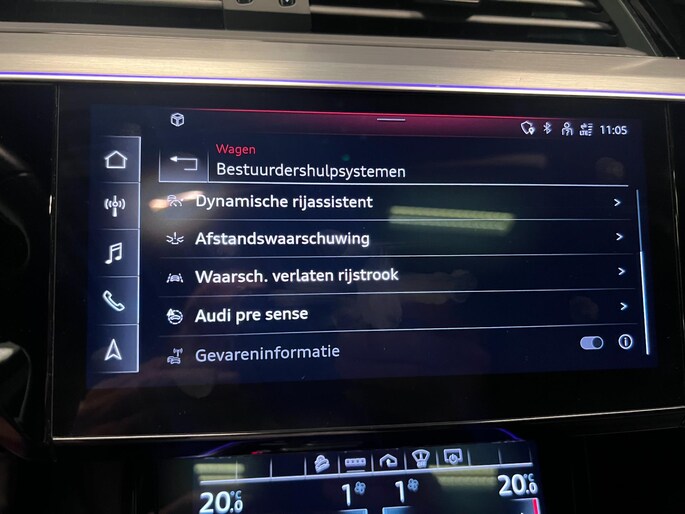 11:05
Wagen
Bestuurdershulpsystemen
Dynamische rijassistent
Afstandswaarschuwing
Waarsch. verlaten rijstrook
Audi pre sense
Gevareninformatie
20.0°C 1 1 20.0°C